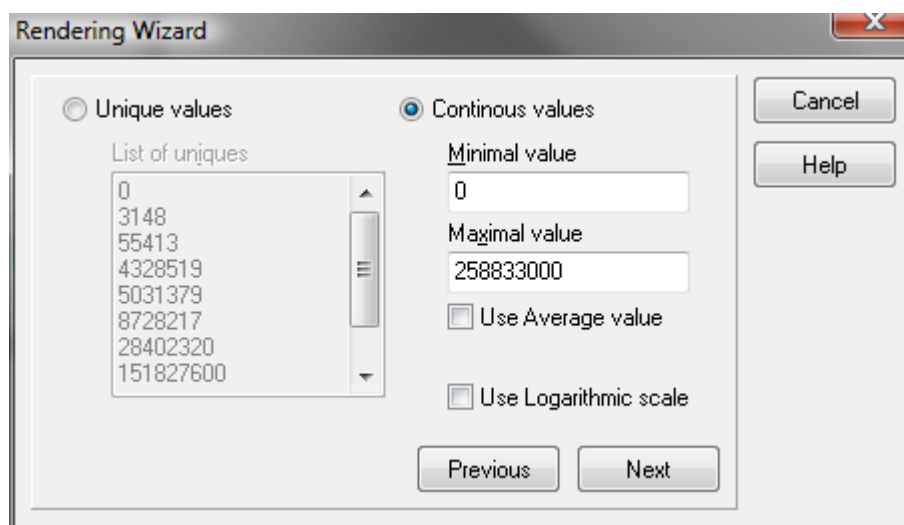 Rendering Wizard
Unique values
List of uniques
0
3148
55413
4328519
5031379
8728217
28402320
151827600
Continous values
Minimal value
0
Maximal value
258833000
Use Average value
Use Logarithmic scale
Previous
Next
Cancel
Help